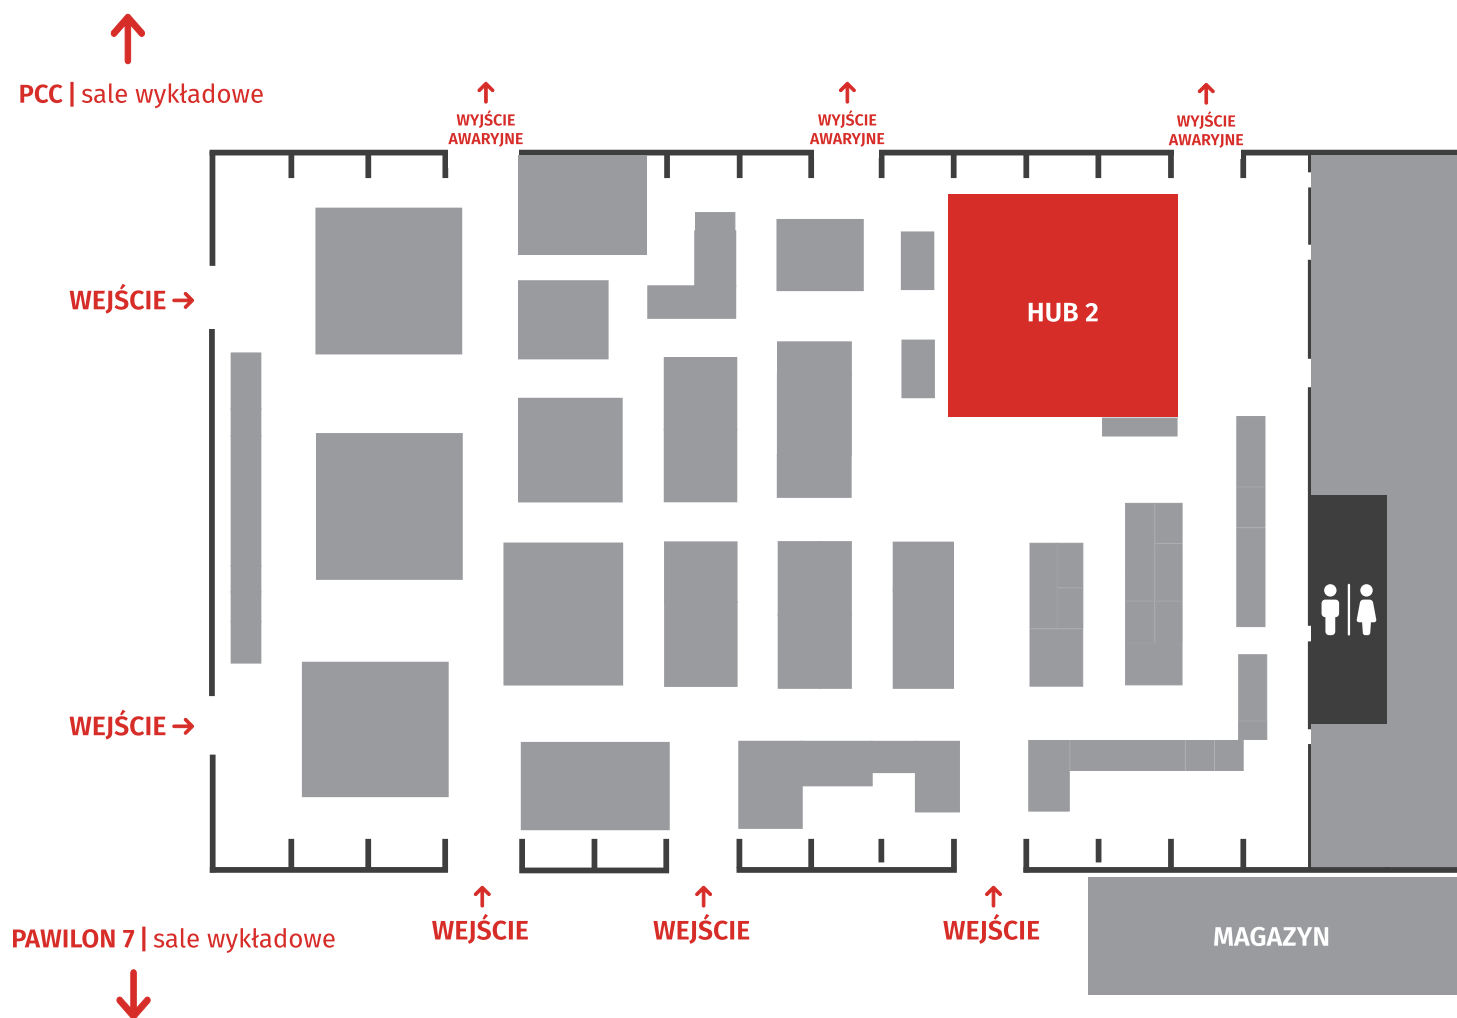 PCC | sale wykładowe
WYJŚCIE
AWARYJNE
WYJŚCIE
AWARYJNE
WYJŚCIE
AWARYJNE
WEJŚCIE
HUB 2
WEJŚCIE
WEJŚCIE
WEJŚCIE
WEJŚCIE
PAWILON 7 | sale wykładowe
MAGAZYN